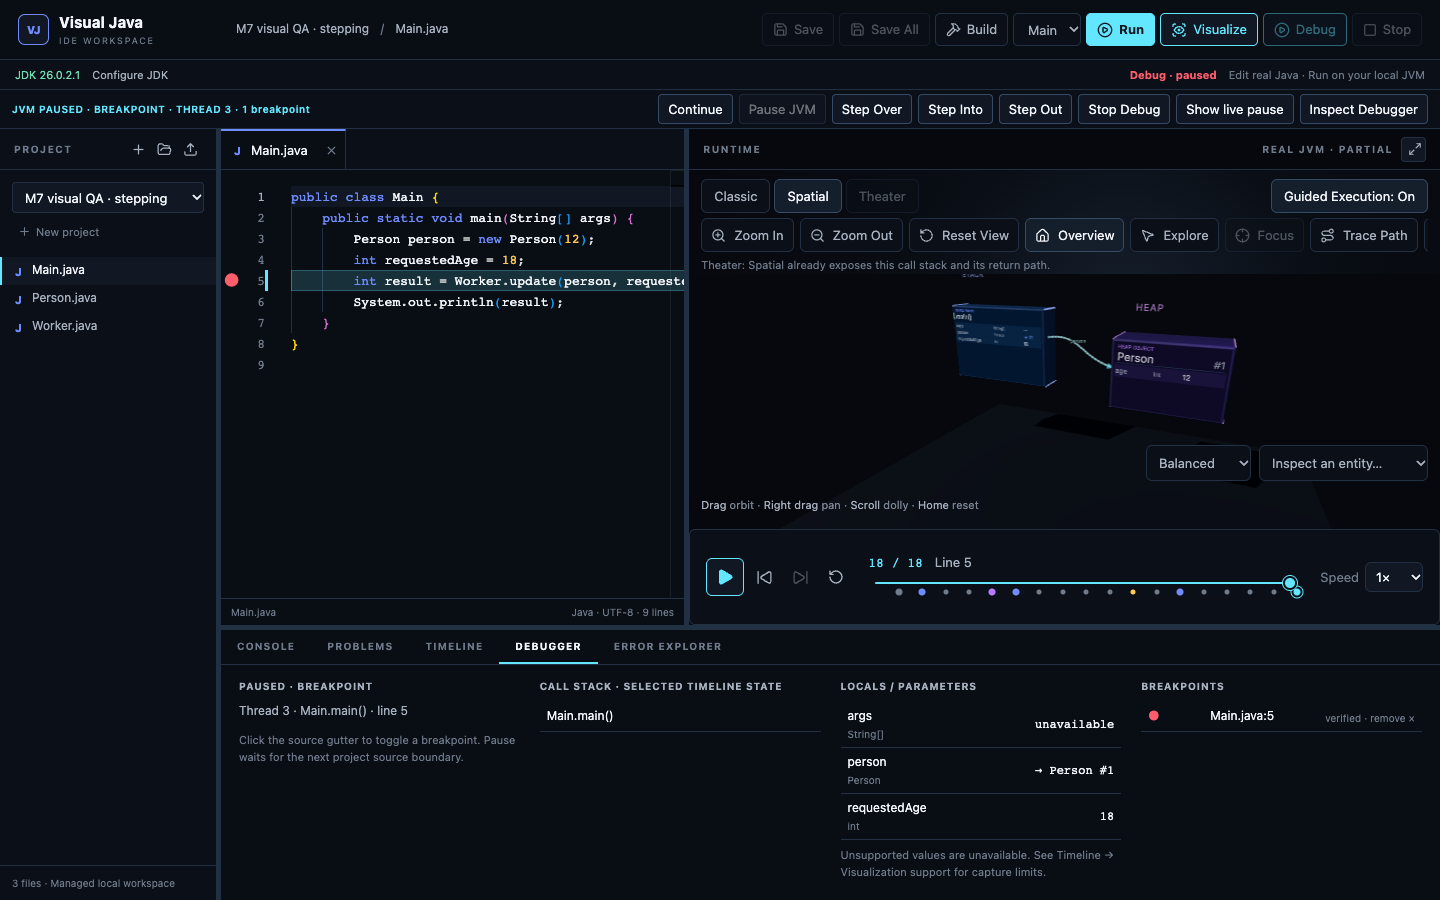 VJ
Visual Java
IDE WORKSPACE
M7 visual QA · stepping / Main.java
Save
Save All
Build
Main
Run
Visualize
Debug
Stop
JDK 26.0.2.1 Configure JDK
Debug · paused Edit real Java · Run on your local JVM
JVM PAUSED · BREAKPOINT · THREAD 3 · 1 breakpoint
Continue
Pause JVM
Step Over
Step Into
Step Out
Stop Debug
Show live pause
Inspect Debugger
PROJECT
M7 visual QA · stepping
New project
J Main.java
J Person.java
J Worker.java
3 files · Managed local workspace
J Main.java ×
1 public class Main {
2 public static void main(String[] args) {
3 Person person = new Person(12);
4 int requestedAge = 18;
5 int result = Worker.update(person, requeste
6 System.out.println(result);
7 }
8 }
9
Main.java
Java · UTF-8 · 9 lines
RUNTIME
REAL JVM · PARTIAL
Classic
Spatial
Theater
Guided Execution: On
Zoom In
Zoom Out
Reset View
Overview
Explore
Focus
Trace Path
Theater: Spatial already exposes this call stack and its return path.
STACK
HEAP
HEAP OBJECT
Person #1
age int 12
Balanced
Inspect an entity...
Drag orbit · Right drag pan · Scroll dolly · Home reset
18 / 18 Line 5
Speed 1×
CONSOLE
PROBLEMS
TIMELINE
DEBUGGER
ERROR EXPLORER
PAUSED · BREAKPOINT
Thread 3 · Main.main() · line 5
Click the source gutter to toggle a breakpoint. Pause
waits for the next project source boundary.
CALL STACK · SELECTED TIMELINE STATE
Main.main()
LOCALS / PARAMETERS
args unavailable
String[]
person → Person #1
Person
requestedAge 18
int
Unsupported values are unavailable. See Timeline →
Visualization support for capture limits.
BREAKPOINTS
Main.java:5 verified · remove ×